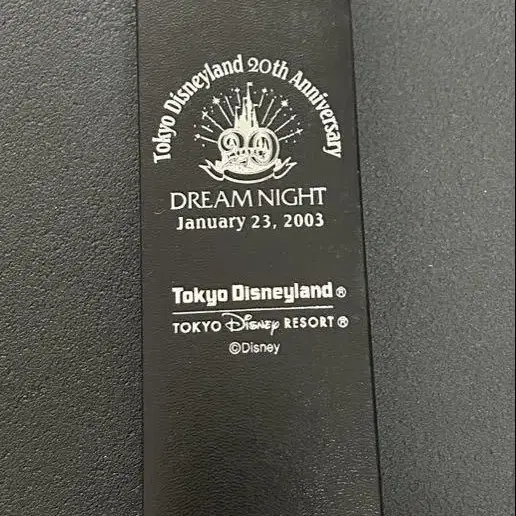 Tokyo Disneyland 20th Anniversary
20
DREAM NIGHT
January 23, 2003
Tokyo Disneyland ®
TOKYO Disney RESORT ®
©Disney